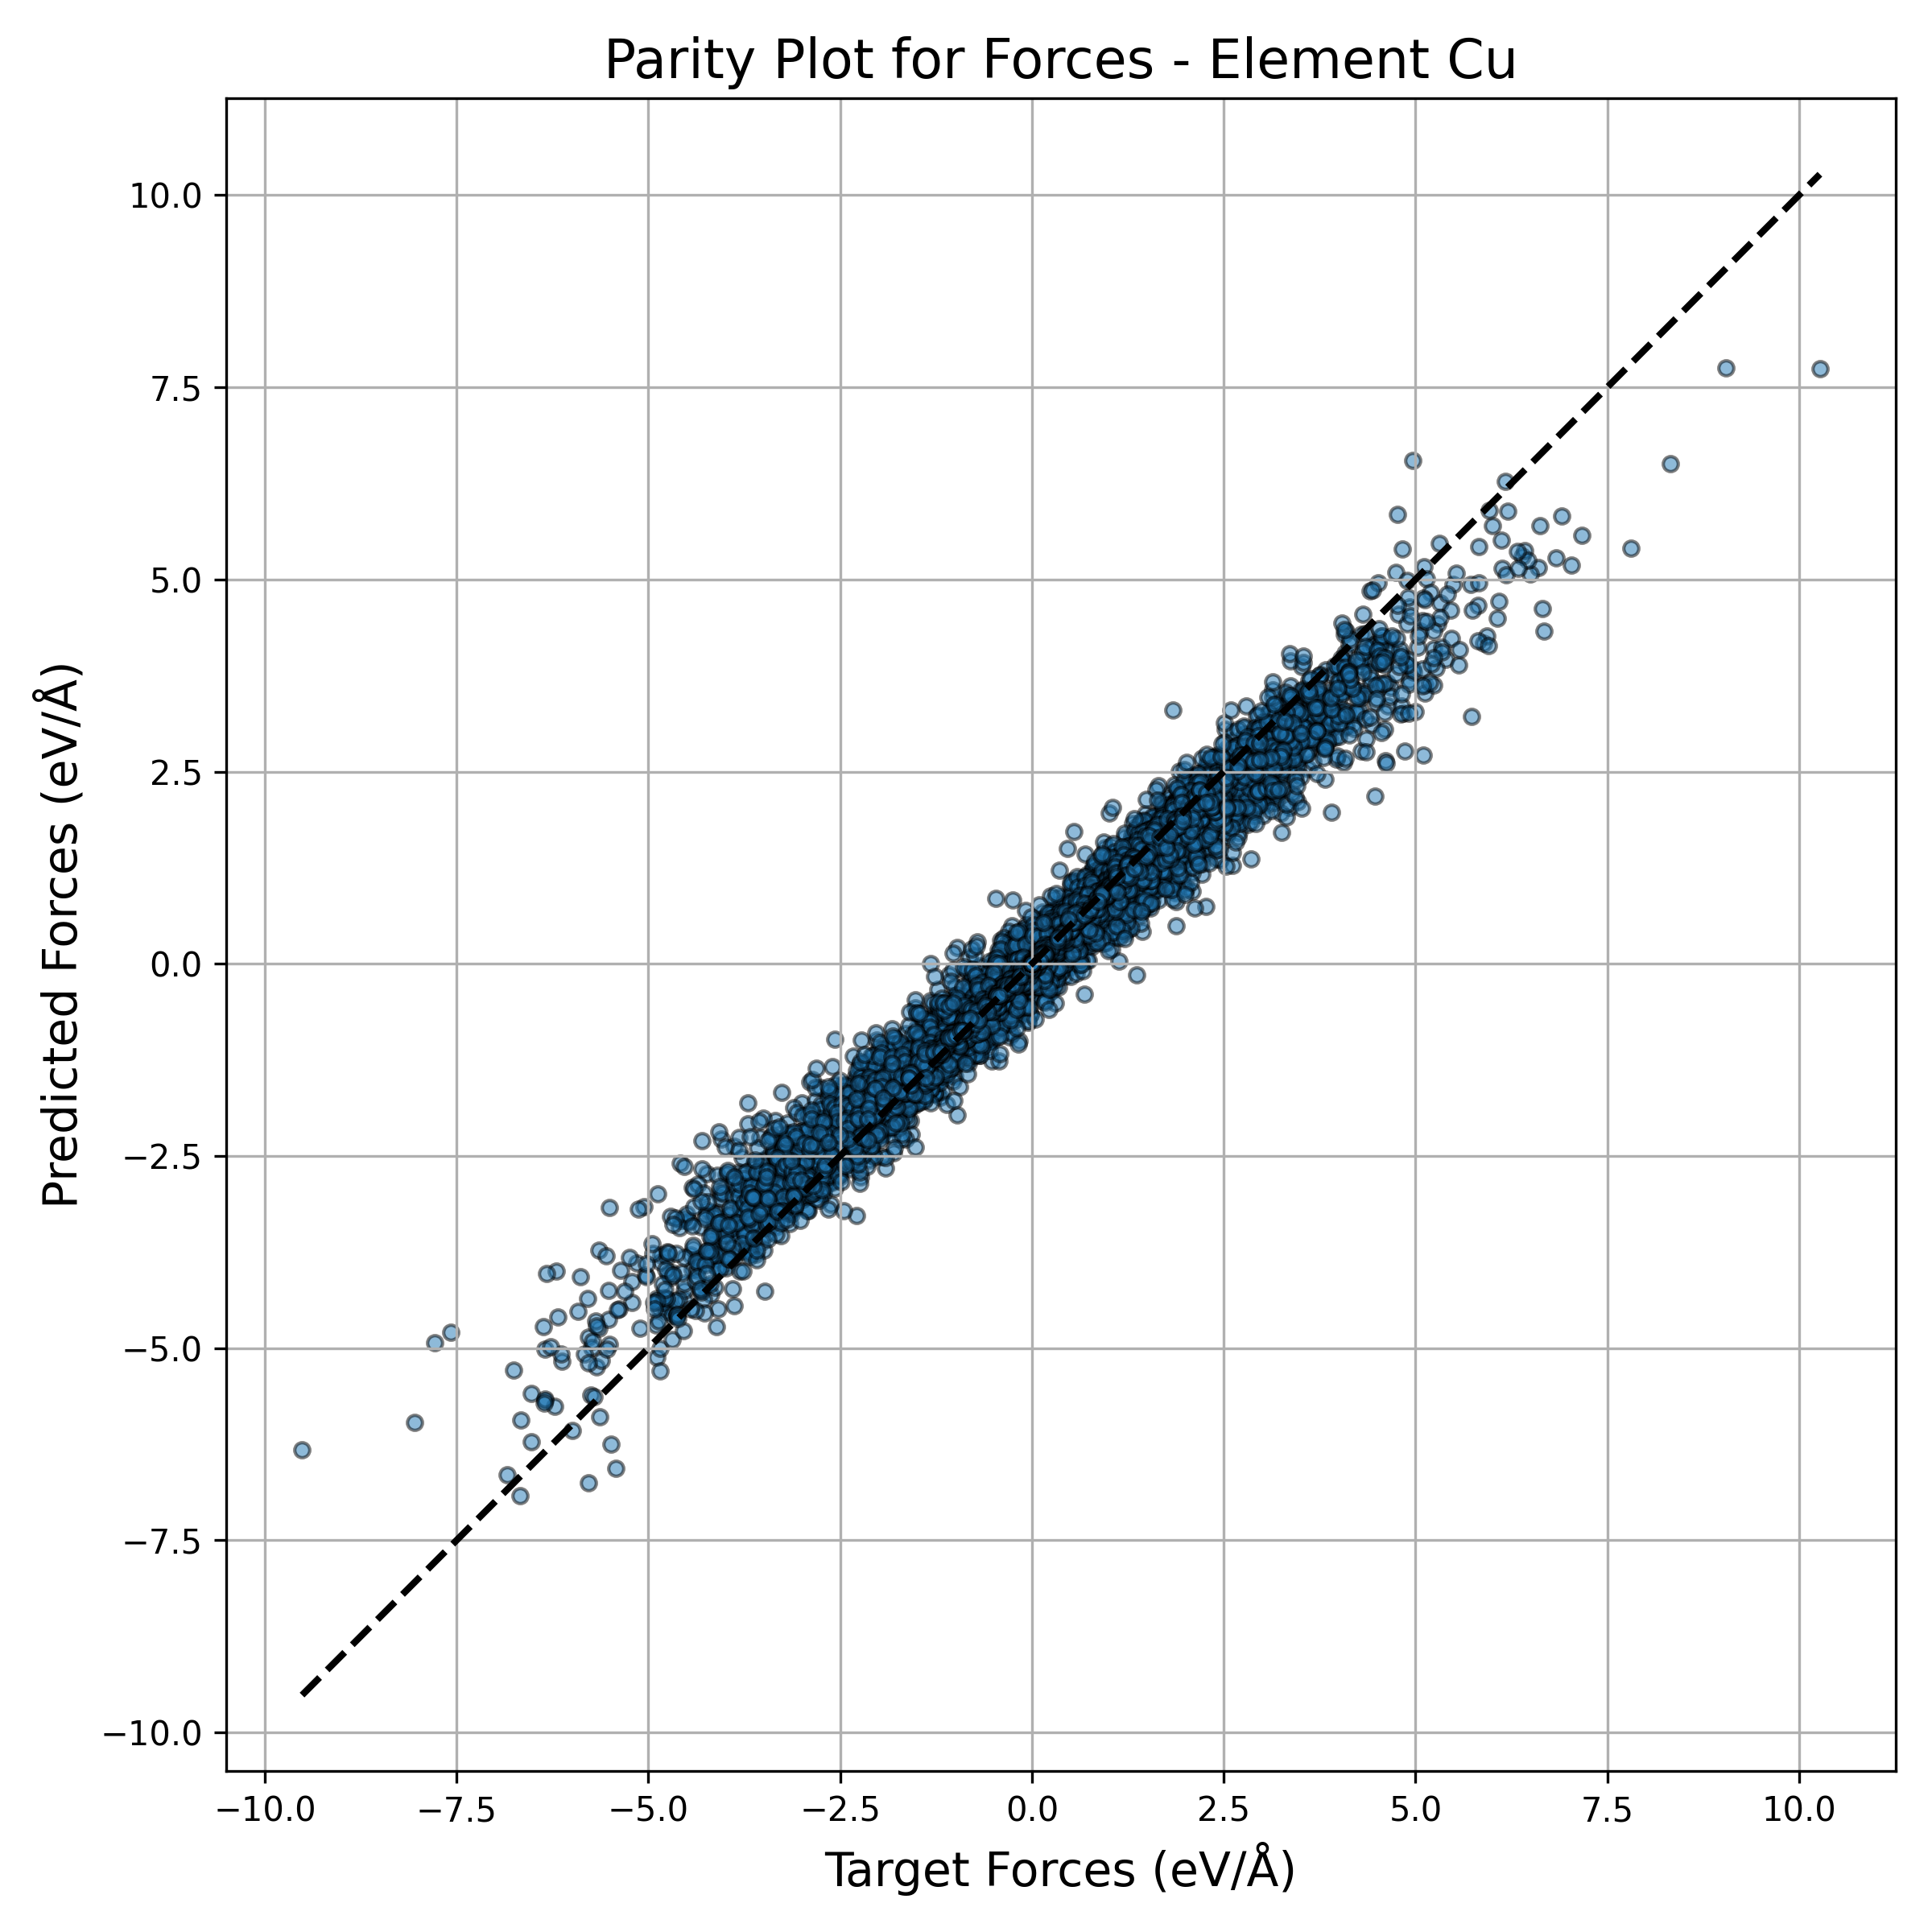 Parity Plot for Forces - Element Cu
Predicted Forces (eV/Å)
10.0
7.5
5.0
2.5
0.0
−2.5
−5.0
−7.5
−10.0
−10.0 −7.5 −5.0 −2.5 0.0 2.5 5.0 7.5 10.0
Target Forces (eV/Å)